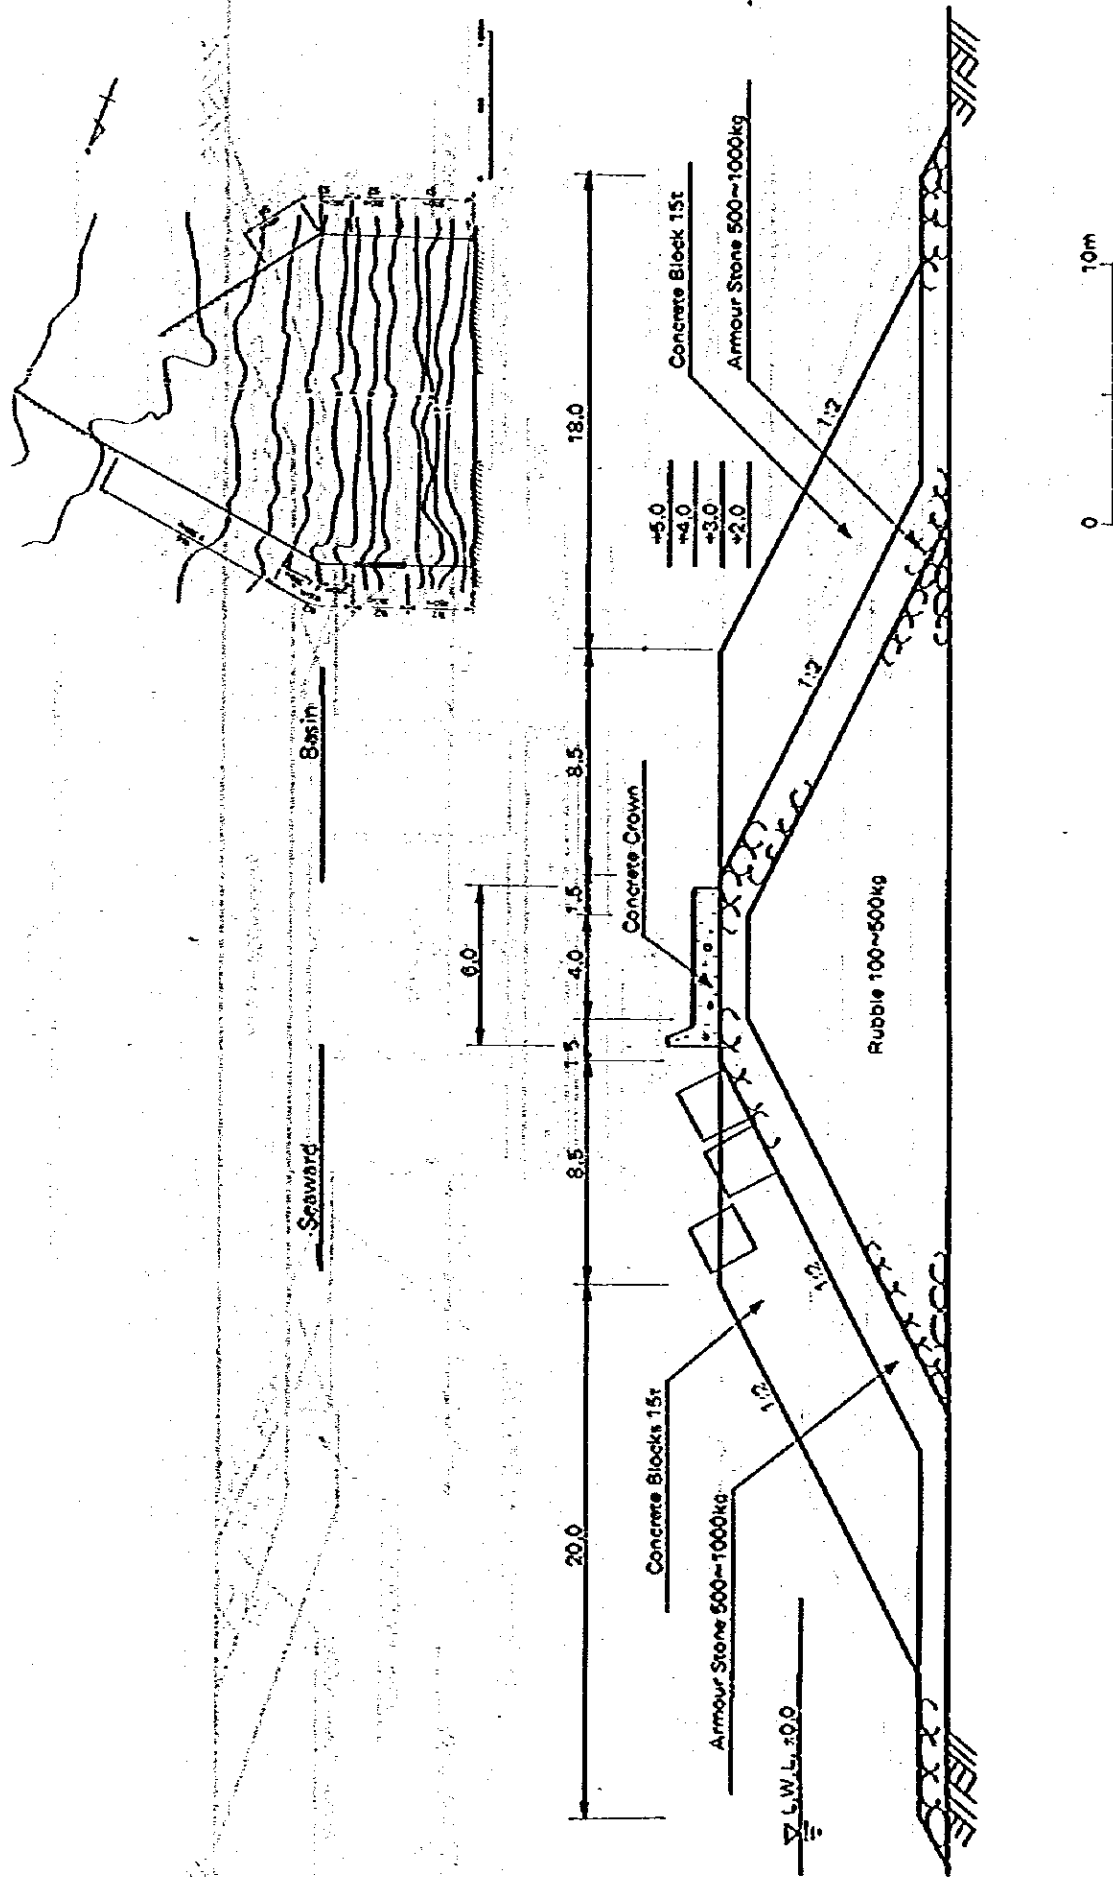 Seaward
Basin
6.0
20.0
8.5
1.5
4.0
1.5
8.5
18.0
Concrete Crown
Concrete Blocks 15t
Armour Stone 500~1000kg
L.W.L. ±0.0
+5.0
+4.0
+3.0
+2.0
Concrete Block 15t
Armour Stone 500~1000kg
1:2
1:2
1:2
1:2
Rubble 100~500kg
0
10m